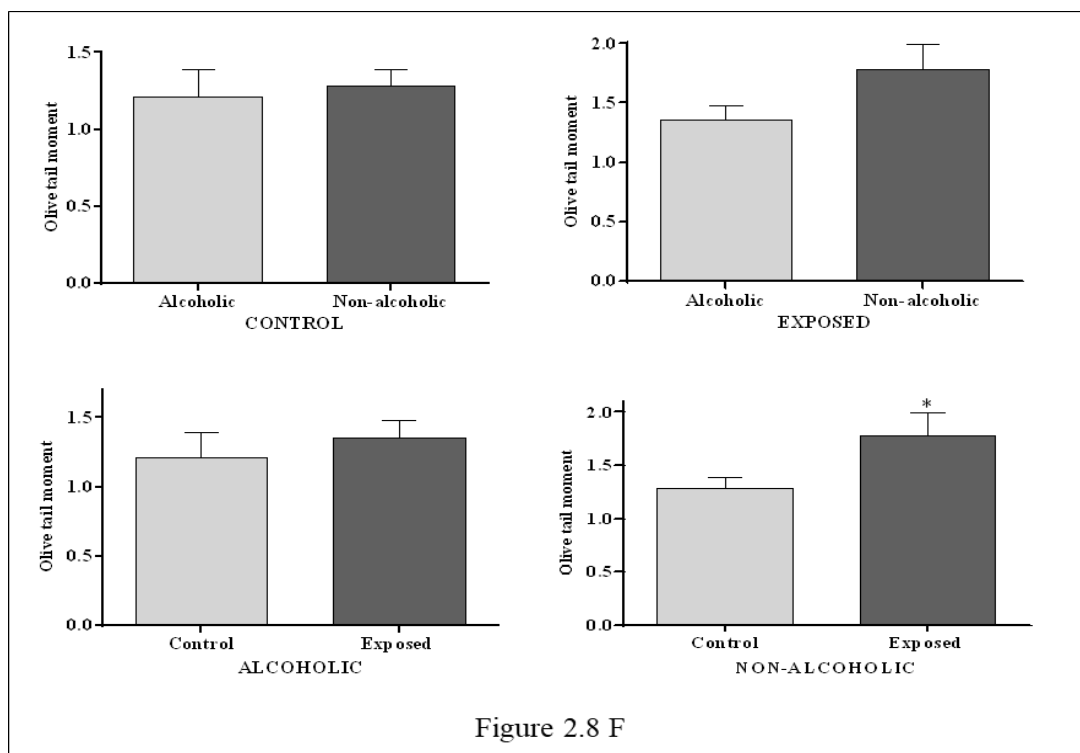 1.5
1.0
0.5
0.0
Olive tail moment
Alcoholic Non-alcoholic
CONTROL
2.0
1.5
1.0
0.5
0.0
Olive tail moment
Alcoholic Non-alcoholic
EXPOSED
1.5
1.0
0.5
0.0
Olive tail moment
Control Exposed
ALCOHOLIC
2.0
1.5
1.0
0.5
0.0
Olive tail moment
*
Control Exposed
NON-ALCOHOLIC
Figure 2.8 F